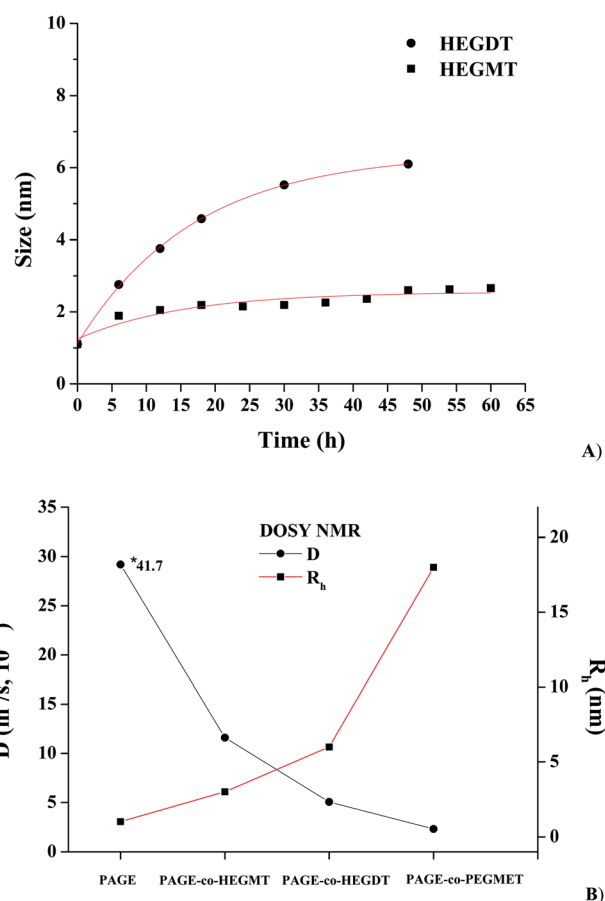 10
8
6
4
2
0
Size (nm)
HEGDT
HEGMT
0 5 10 15 20 25 30 35 40 45 50 55 60 65
Time (h)
A)
35
30
25
20
15
10
5
0
DOSY NMR
D
Rh
*41.7
20
15
10
5
0
Rh (nm)
PAGE PAGE-co-HEGMT PAGE-co-HEGDT PAGE-co-PEGMET
B)